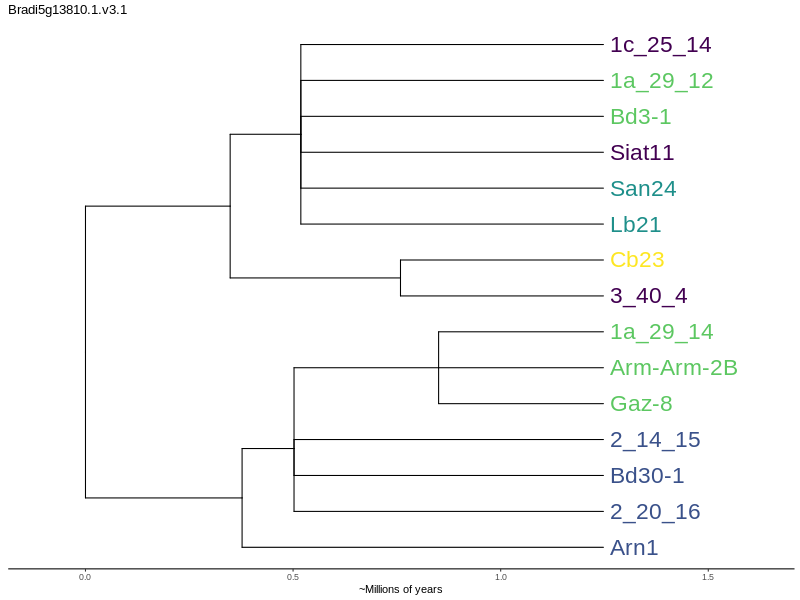 Bradi5g13810.1.v3.1
1c_25_14
1a_29_12
Bd3-1
Siat11
San24
Lb21
Cb23
3_40_4
1a_29_14
Arm-Arm-2B
Gaz-8
2_14_15
Bd30-1
2_20_16
Arn1
0.0 0.5 1.0 1.5
~Millions of years